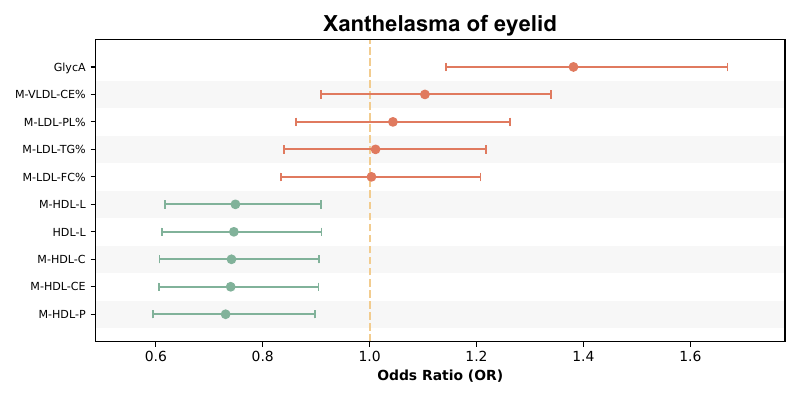 Xanthelasma of eyelid
GlycA
M-VLDL-CE%
M-LDL-PL%
M-LDL-TG%
M-LDL-FC%
M-HDL-L
HDL-L
M-HDL-C
M-HDL-CE
M-HDL-P
0.6 0.8 1.0 1.2 1.4 1.6
Odds Ratio (OR)